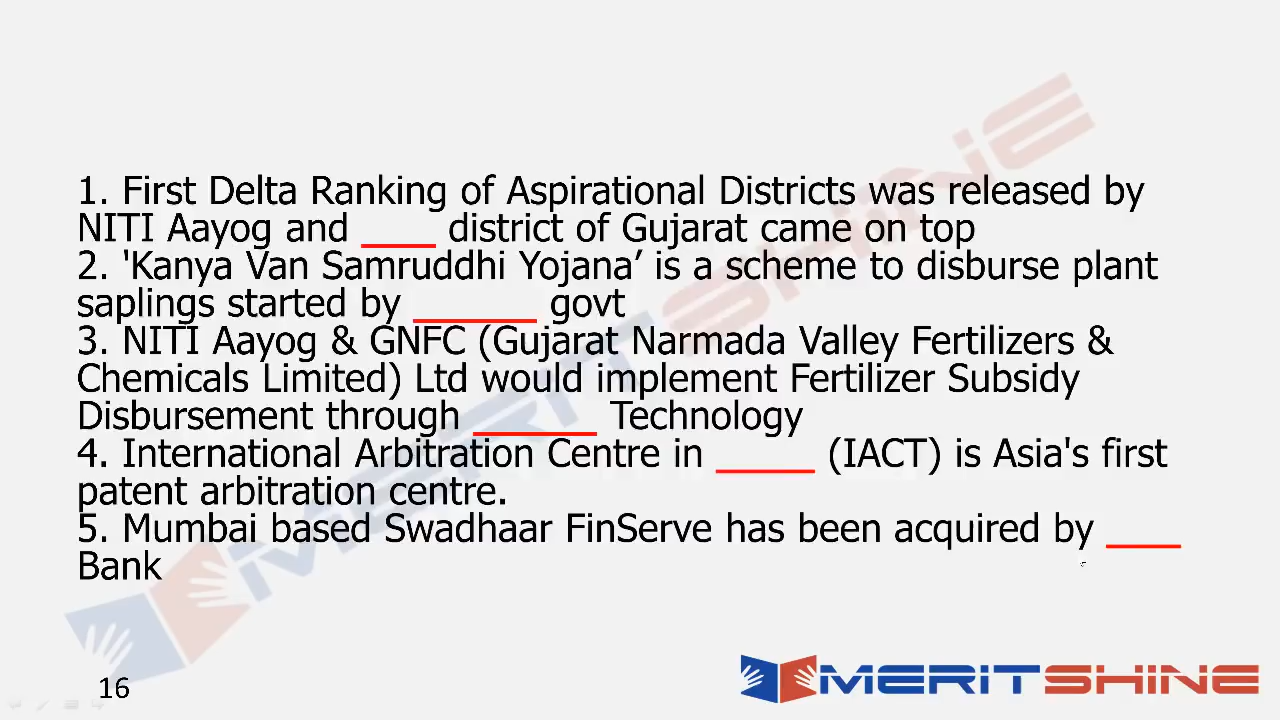 1. First Delta Ranking of Aspirational Districts was released by
NITI Aayog and ____ district of Gujarat came on top
2. 'Kanya Van Samruddhi Yojana’ is a scheme to disburse plant
saplings started by _____ govt
3. NITI Aayog & GNFC (Gujarat Narmada Valley Fertilizers &
Chemicals Limited) Ltd would implement Fertilizer Subsidy
Disbursement through _____ Technology
4. International Arbitration Centre in ____ (IACT) is Asia's first
patent arbitration centre.
5. Mumbai based Swadhaar FinServe has been acquired by ___
Bank
16
MERITSHINE
MERITSHINE